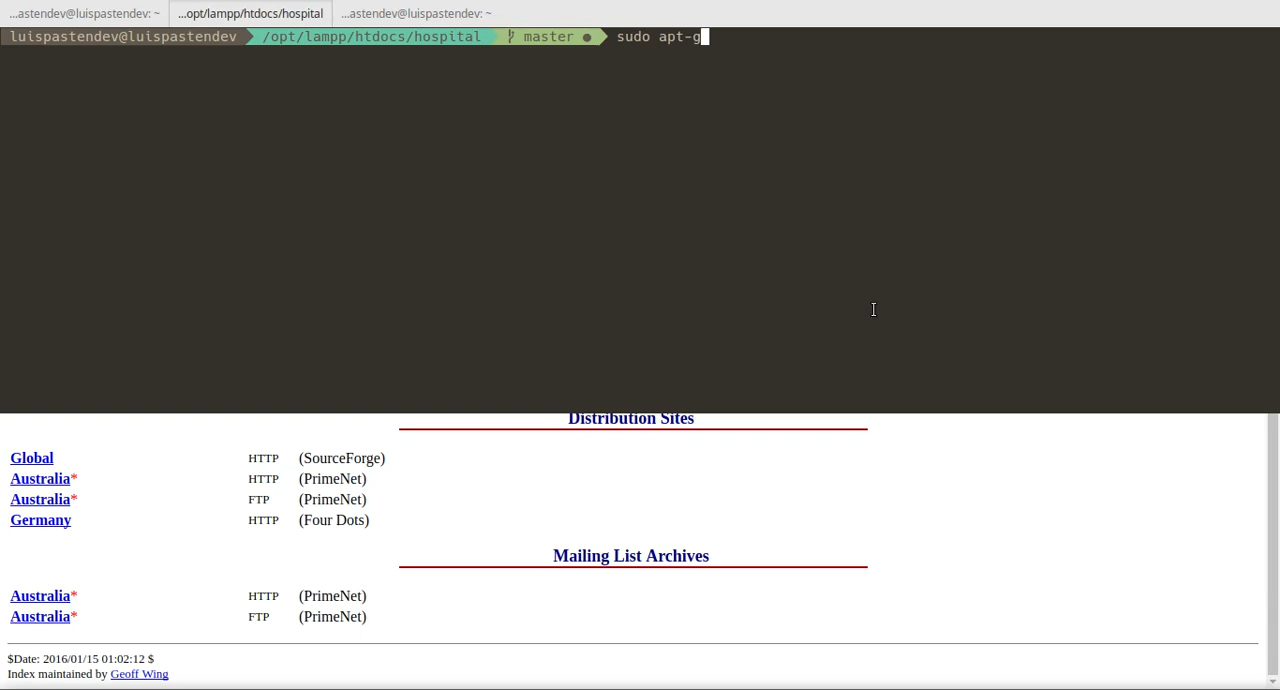 ...astendev@luispastendev: ~ ...opt/lampp/htdocs/hospital ...astendev@luispastendev: ~
luispastendev@luispastendev /opt/lampp/htdocs/hospital master ● sudo apt-g
Distribution Sites
Global HTTP (SourceForge)
Australia* HTTP (PrimeNet)
Australia* FTP (PrimeNet)
Germany HTTP (Four Dots)
Mailing List Archives
Australia* HTTP (PrimeNet)
Australia* FTP (PrimeNet)
$Date: 2016/01/15 01:02:12 $
Index maintained by Geoff Wing